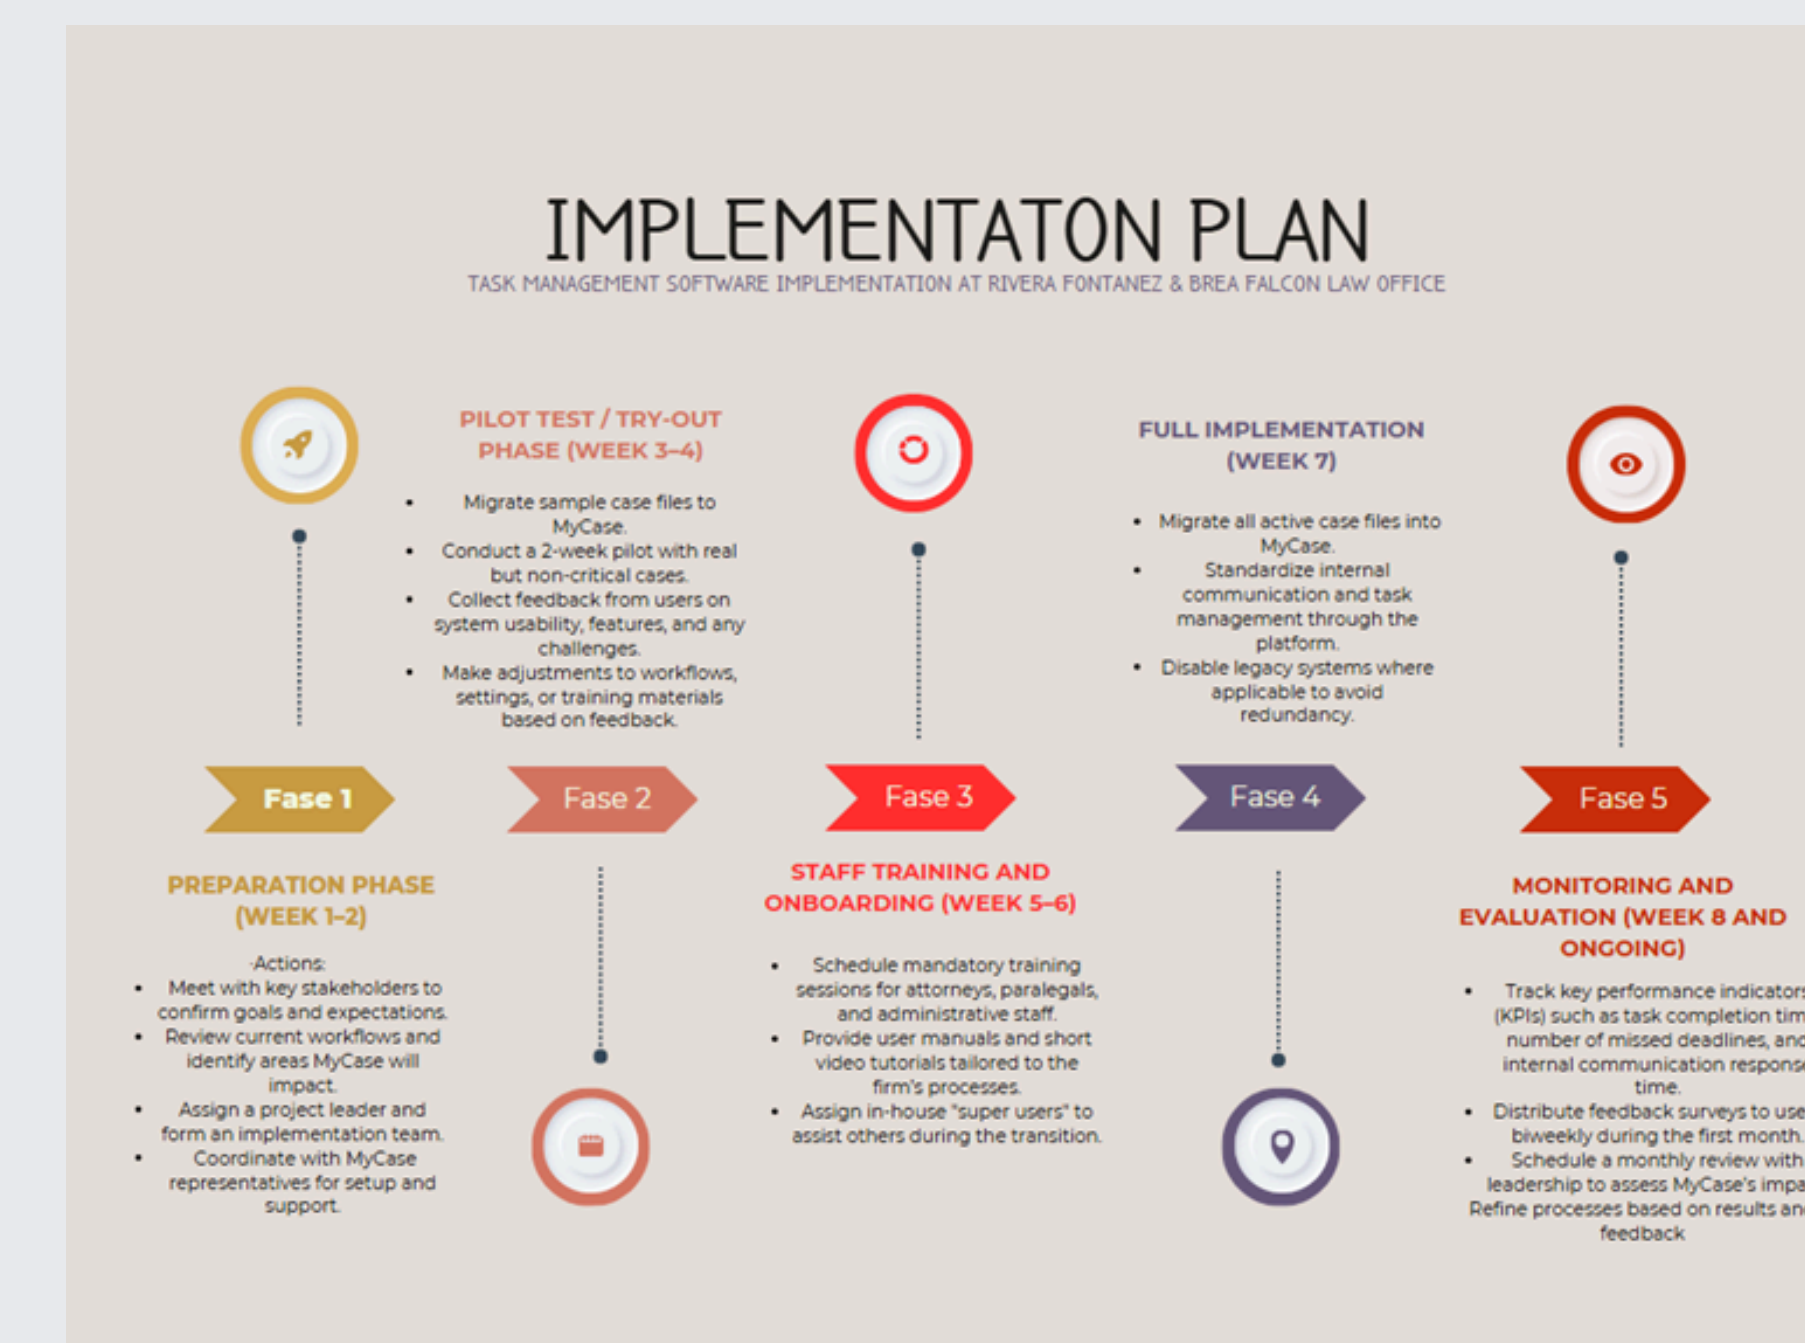 IMPLEMENTATON PLAN
TASK MANAGEMENT SOFTWARE IMPLEMENTATION AT RIVERA FONTANEZ & BREA FALCON LAW OFFICE
PILOT TEST / TRY-OUT
PHASE (WEEK 3–4)
• Migrate sample case files to
MyCase.
• Conduct a 2-week pilot with real
but non-critical cases.
• Collect feedback from users on
system usability, features, and any
challenges.
• Make adjustments to workflows,
settings, or training materials
based on feedback.
FULL IMPLEMENTATION
(WEEK 7)
• Migrate all active case files into
MyCase.
• Standardize internal
communication and task
management through the
platform.
• Disable legacy systems where
applicable to avoid
redundancy.
Fase 1
Fase 2
Fase 3
Fase 4
Fase 5
PREPARATION PHASE
(WEEK 1–2)
·Actions:
• Meet with key stakeholders to
confirm goals and expectations.
• Review current workflows and
identify areas MyCase will
impact.
• Assign a project leader and
form an implementation team.
• Coordinate with MyCase
representatives for setup and
support.
STAFF TRAINING AND
ONBOARDING (WEEK 5–6)
• Schedule mandatory training
sessions for attorneys, paralegals,
and administrative staff.
• Provide user manuals and short
video tutorials tailored to the
firm's processes.
• Assign in-house "super users" to
assist others during the transition.
MONITORING AND
EVALUATION (WEEK 8 AND
ONGOING)
• Track key performance indicators
(KPIs) such as task completion
number of missed deadlines,
internal communication response
time.
• Distribute feedback surveys to
biweekly during the first month.
• Schedule a monthly review with
leadership to assess MyCase's
Refine processes based on results
feedback